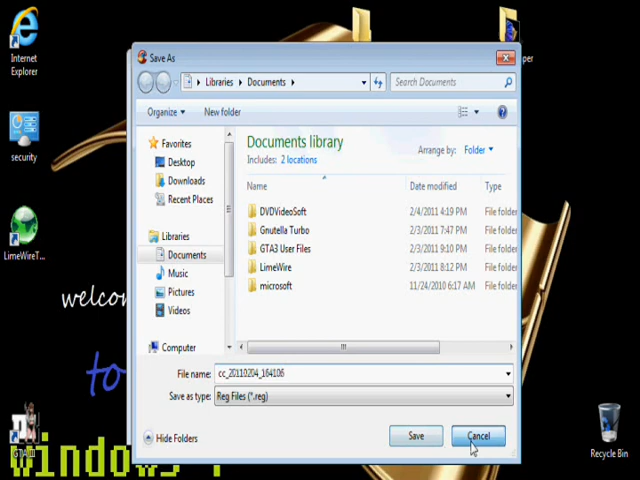 Internet
Explorer
security
LimeWireT...
GTA III
welcom
to
windows 7
Recycle Bin
per
Save As
Libraries
Documents
Search Documents
Organize
New folder
Favorites
Desktop
Downloads
Recent Places
Libraries
Documents
Music
Pictures
Videos
Computer
Documents library
Includes: 2 locations
Arrange by: Folder
Name Date modified Type
DVDVideoSoft 2/4/2011 4:19 PM File folder
Gnutella Turbo 2/3/2011 7:47 PM File folder
GTA3 User Files 2/3/2011 9:10 PM File folder
LimeWire 2/3/2011 8:12 PM File folder
microsoft 11/24/2010 6:17 AM File folder
File name: cc_20110204_164106
Save as type: Reg Files (*.reg)
Hide Folders
Save
Cancel